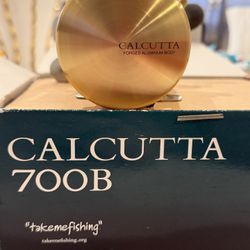 CALCUTTA
FORGED ALUMINUM BODY
CALCUTTA
700B
"takemefishing"
takemefishing.org